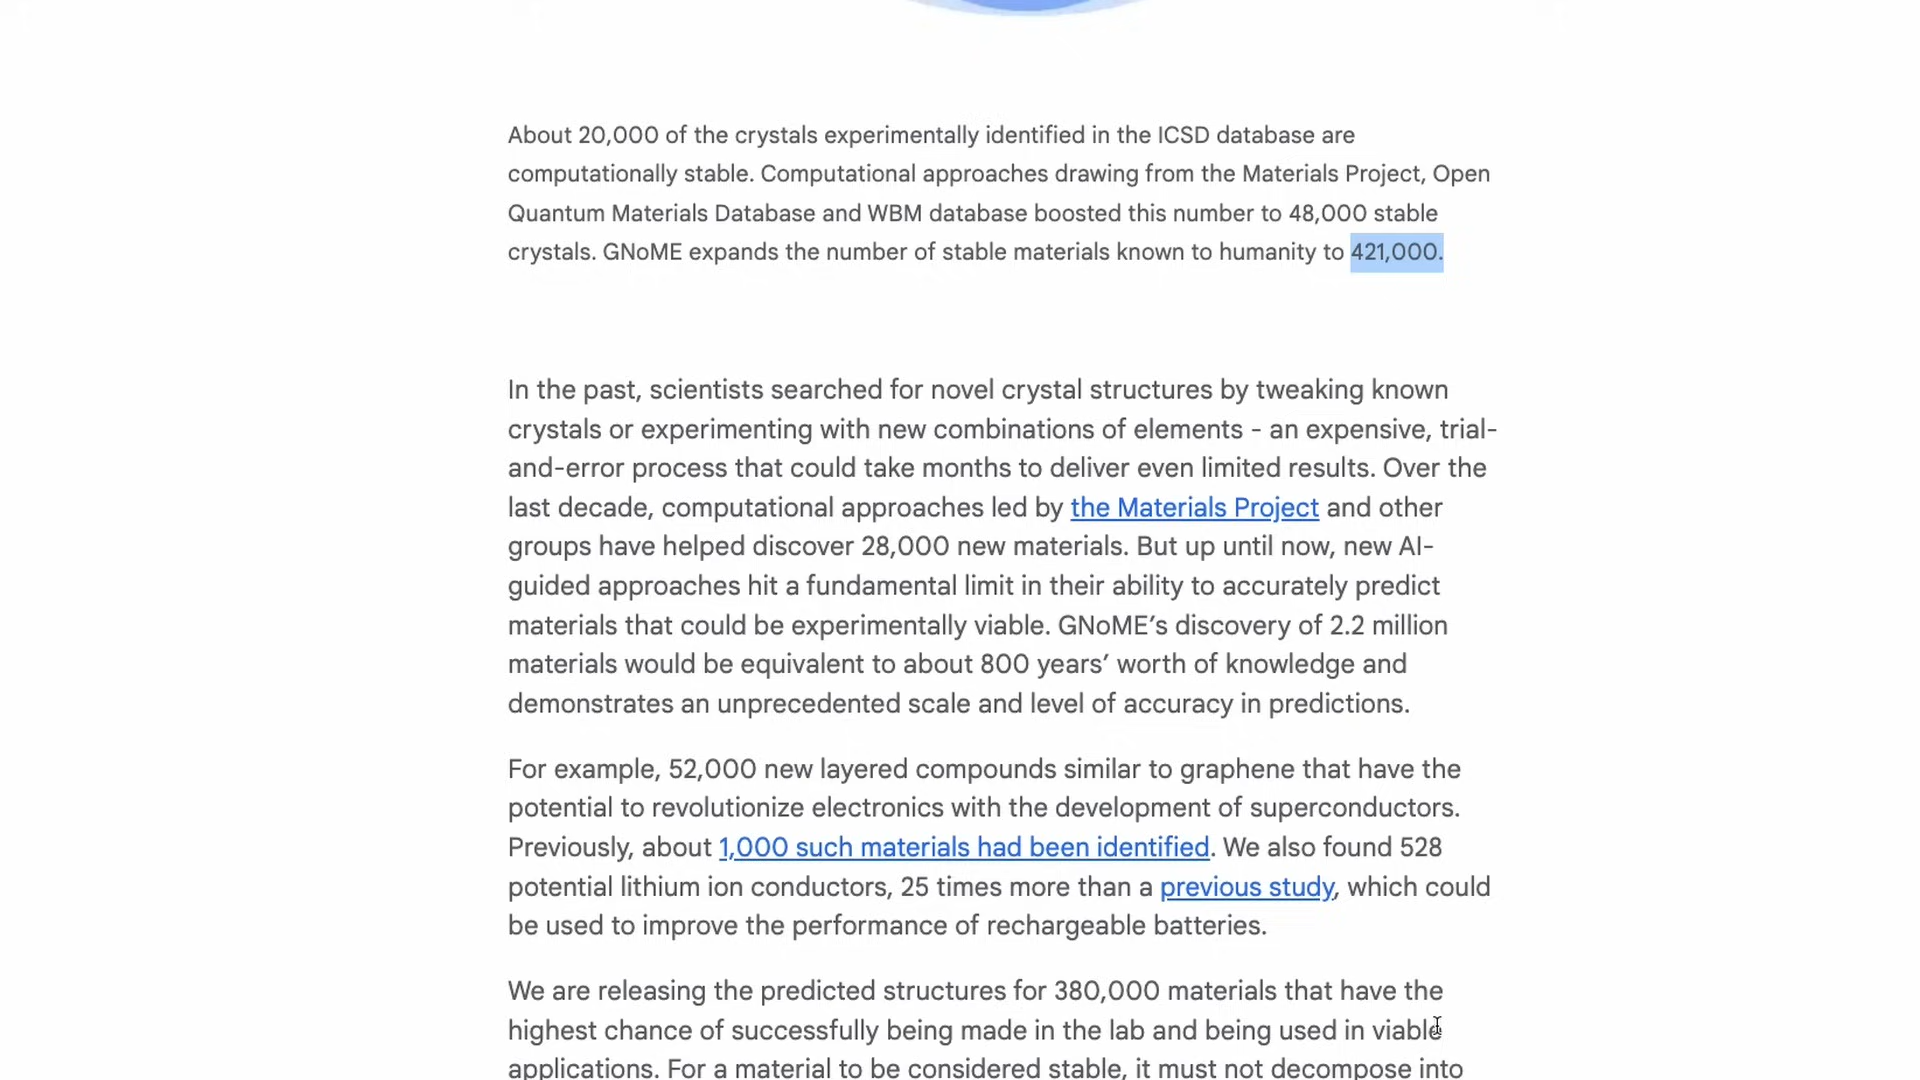 About 20,000 of the crystals experimentally identified in the ICSD database are
computationally stable. Computational approaches drawing from the Materials Project, Open
Quantum Materials Database and WBM database boosted this number to 48,000 stable
crystals. GNoME expands the number of stable materials known to humanity to 421,000.
In the past, scientists searched for novel crystal structures by tweaking known
crystals or experimenting with new combinations of elements - an expensive, trial-
and-error process that could take months to deliver even limited results. Over the
last decade, computational approaches led by the Materials Project and other
groups have helped discover 28,000 new materials. But up until now, new AI-
guided approaches hit a fundamental limit in their ability to accurately predict
materials that could be experimentally viable. GNoME’s discovery of 2.2 million
materials would be equivalent to about 800 years’ worth of knowledge and
demonstrates an unprecedented scale and level of accuracy in predictions.
For example, 52,000 new layered compounds similar to graphene that have the
potential to revolutionize electronics with the development of superconductors.
Previously, about 1,000 such materials had been identified. We also found 528
potential lithium ion conductors, 25 times more than a previous study, which could
be used to improve the performance of rechargeable batteries.
We are releasing the predicted structures for 380,000 materials that have the
highest chance of successfully being made in the lab and being used in viable
applications. For a material to be considered stable, it must not decompose into